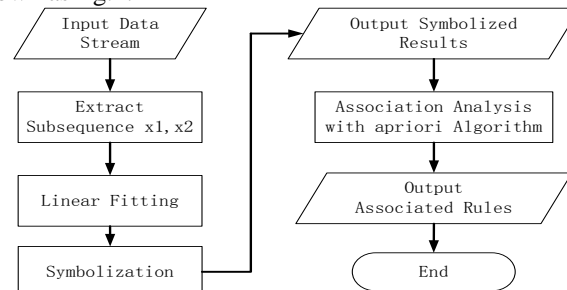 Input Data
Stream
Extract
Subsequence x1,x2
Linear Fitting
Symbolization
Output Symbolized
Results
Association Analysis
with apriori Algorithm
Output
Associated Rules
End